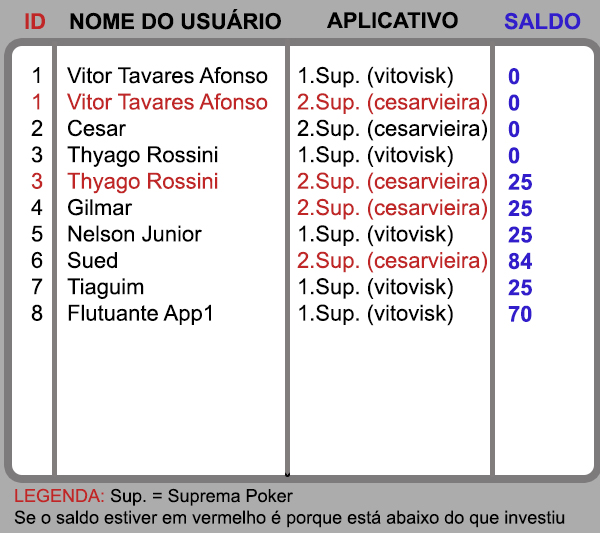 ID NOME DO USUÁRIO APLICATIVO SALDO
1 Vitor Tavares Afonso 1.Sup. (vitovisk) 0
1 Vitor Tavares Afonso 2.Sup. (cesarvieira) 0
2 Cesar 2.Sup. (cesarvieira) 0
3 Thyago Rossini 1.Sup. (vitovisk) 0
3 Thyago Rossini 2.Sup. (cesarvieira) 25
4 Gilmar 2.Sup. (cesarvieira) 25
5 Nelson Junior 1.Sup. (vitovisk) 25
6 Sued 2.Sup. (cesarvieira) 84
7 Tiaguim 1.Sup. (vitovisk) 25
8 Flutuante App1 1.Sup. (vitovisk) 70
LEGENDA: Sup. = Suprema Poker
Se o saldo estiver em vermelho é porque está abaixo do que investiu